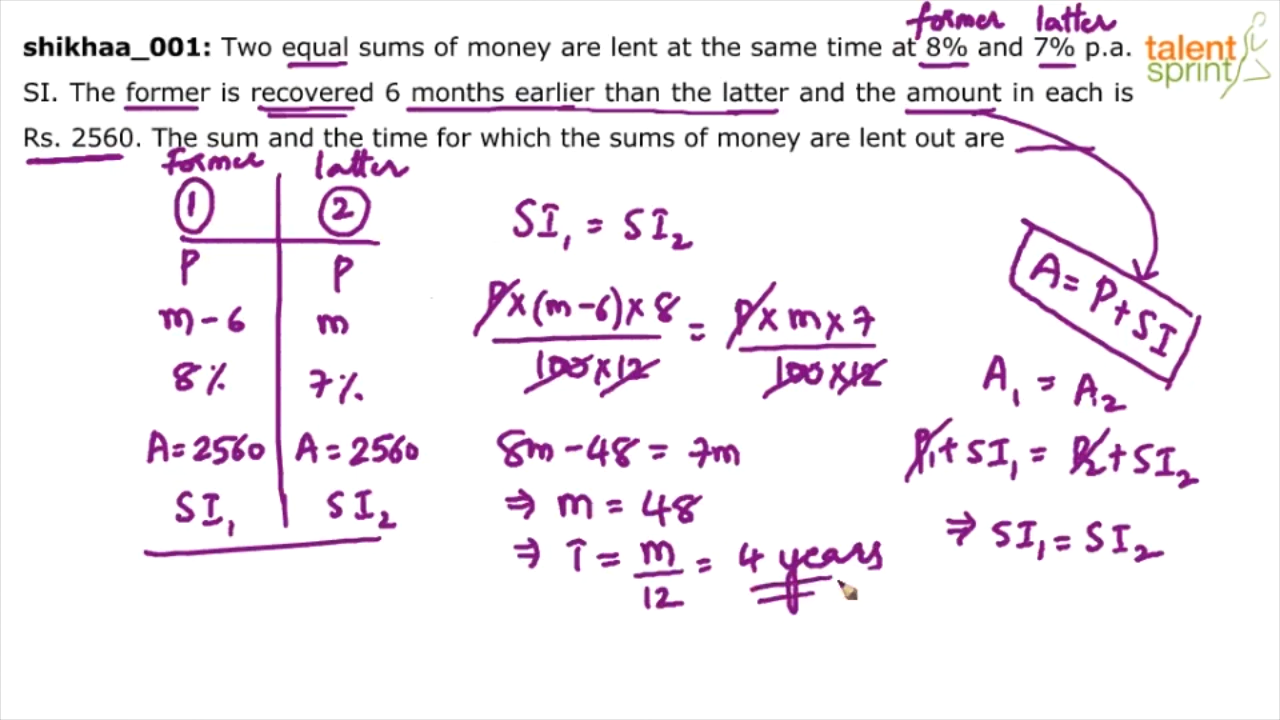 former latter
shikhaa_001: Two equal sums of money are lent at the same time at 8% and 7% p.a.
talent
sprint
SI. The former is recovered 6 months earlier than the latter and the amount in each is
Rs. 2560. The sum and the time for which the sums of money are lent out are
former latter
1 2
P P
m - 6 m
8% 7%
A = 2560 A = 2560
SI₁ SI₂
SI₁ = SI₂
P × (m - 6) × 8 / 100 × 12 = P × m × 7 / 100 × 12
8m - 48 = 7m
⇒ m = 48
⇒ T = m / 12 = 4 years
A = P + SI
A₁ = A₂
P₁ + SI₁ = P₂ + SI₂
⇒ SI₁ = SI₂